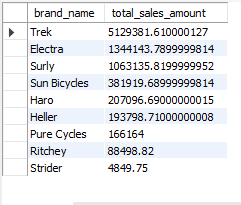 brand_name total_sales_amount
Trek 5129381.610000127
Electra 1344143.7899999814
Surly 1063135.8199999952
Sun Bicycles 381919.68999999814
Haro 207096.69000000015
Heller 193798.71000000008
Pure Cycles 166164
Ritchey 88498.82
Strider 4849.75